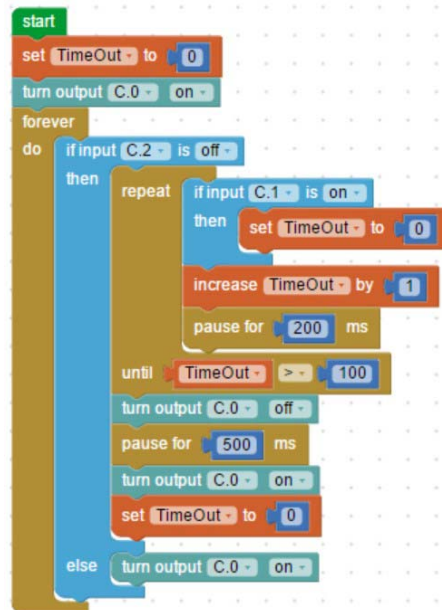 start
set TimeOut to 0
turn output C.0 on
forever
do if input C.2 is off
then repeat if input C.1 is on
then set TimeOut to 0
increase TimeOut by 1
pause for 200 ms
until TimeOut > 100
turn output C.0 off
pause for 500 ms
turn output C.0 on
set TimeOut to 0
else turn output C.0 on